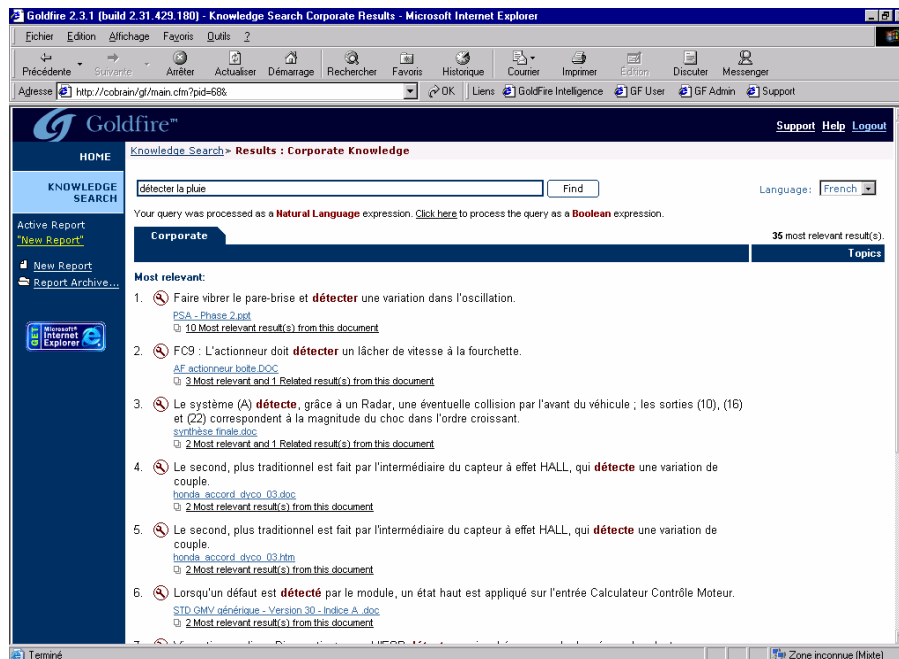 Goldfire 2.3.1 (build 2.31.429.180) - Knowledge Search Corporate Results - Microsoft Internet Explorer
Fichier Edition Affichage Favoris Outils ?
Précédente Suivante Arrêter Actualiser Démarrage Rechercher Favoris Historique Courrier Imprimer Edition Discuter Messenger
Adresse http://cobrain/gf/main.cfm?pid=68& OK Liens GoldFire Intelligence GF User GF Admin Support
Goldfire™
Support Help Logout
HOME
Knowledge Search> Results : Corporate Knowledge
KNOWLEDGE SEARCH
détecter la pluie Find Language: French
Your query was processed as a Natural Language expression. Click here to process the query as a Boolean expression.
Active Report
"New Report"
New Report
Report Archive...
Microsoft®
GET Internet
Explorer
Corporate
35 most relevant result(s).
Topics
Most relevant:
1. Faire vibrer le pare-brise et détecter une variation dans l'oscillation.
PSA - Phase 2.ppt
10 Most relevant result(s) from this document
2. FC9 : L'actionneur doit détecter un lâcher de vitesse à la fourchette.
AF actionneur boite.DOC
3 Most relevant and 1 Related result(s) from this document
3. Le système (A) détecte, grâce à un Radar, une éventuelle collision par l'avant du véhicule ; les sorties (10), (16)
et (22) correspondent à la magnitude du choc dans l'ordre croissant.
synthèse finale.doc
2 Most relevant and 1 Related result(s) from this document
4. Le second, plus traditionnel est fait par l'intermédiaire du capteur à effet HALL, qui détecte une variation de
couple.
honda_accord_dyco_03.doc
2 Most relevant result(s) from this document
5. Le second, plus traditionnel est fait par l'intermédiaire du capteur à effet HALL, qui détecte une variation de
couple.
honda_accord_dyco_03.htm
2 Most relevant result(s) from this document
6. Lorsqu'un défaut est détecté par le module, un état haut est appliqué sur l'entrée Calculateur Contrôle Moteur.
STD GMV générique - Version 30 - Indice A .doc
2 Most relevant result(s) from this document
Terminé
Zone inconnue (Mixte)